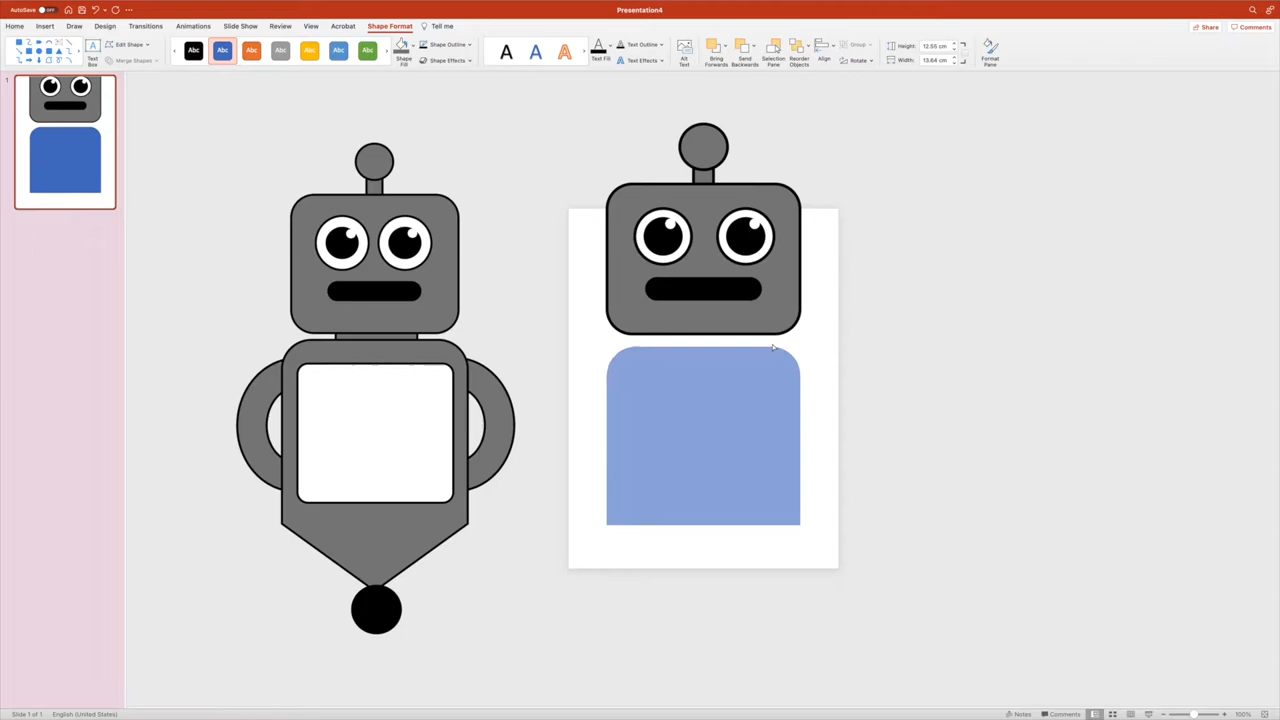 AutoSave OFF
Presentation4
Home Insert Draw Design Transitions Animations Slide Show Review View Acrobat Shape Format Tell me
Share Comments
Text Box
Edit Shape
Merge Shapes
Abc Abc Abc Abc Abc Abc Abc
Shape Fill
Shape Outline
Shape Effects
A A A
Text Fill
Text Outline
Text Effects
Alt Text
Bring Forwards
Send Backwards
Selection Pane
Reorder Objects
Align
Group
Rotate
Height: 12.55 cm
Width: 13.64 cm
Format Pane
1
Slide 1 of 1 English (United States)
Notes Comments 100%